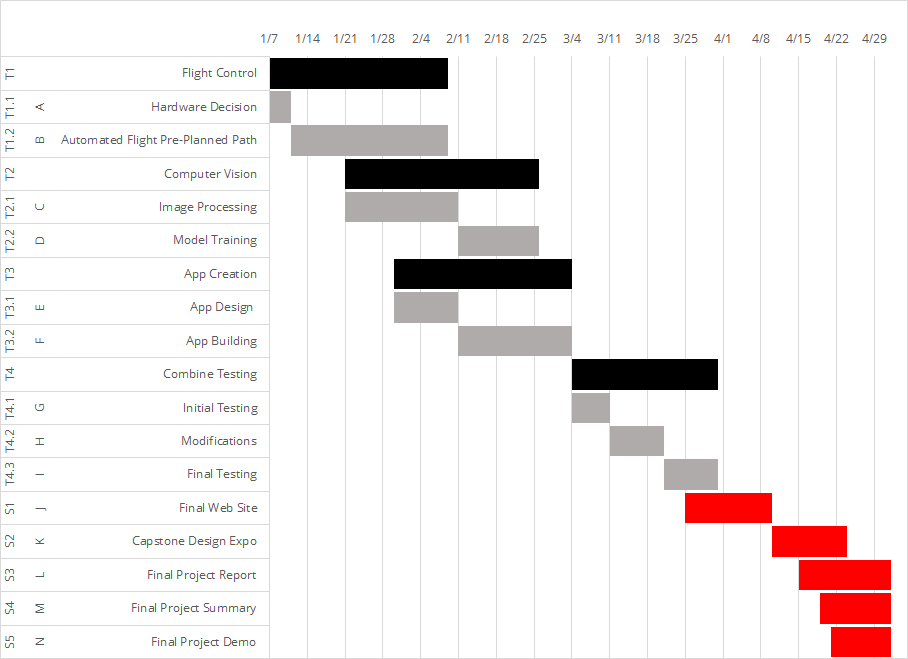 1/7 1/14 1/21 1/28 2/4 2/11 2/18 2/25 3/4 3/11 3/18 3/25 4/1 4/8 4/15 4/22 4/29
T1 Flight Control
T1.1 A Hardware Decision
T1.2 B Automated Flight Pre-Planned Path
T2 Computer Vision
T2.1 C Image Processing
T2.2 D Model Training
T3 App Creation
T3.1 E App Design
T3.2 F App Building
T4 Combine Testing
T4.1 G Initial Testing
T4.2 H Modifications
T4.3 I Final Testing
S1 J Final Web Site
S2 K Capstone Design Expo
S3 L Final Project Report
S4 M Final Project Summary
S5 N Final Project Demo